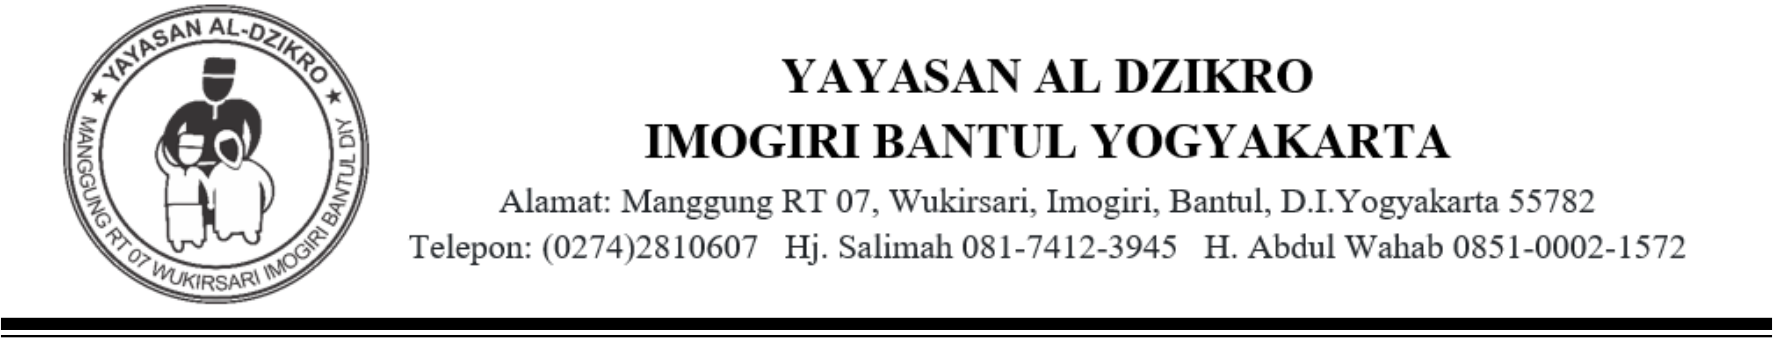 YAYASAN AL-DZIKRO
MANGGUNG RT 07 WUKIRSARI IMOGIRI BANTUL DIY
YAYASAN AL DZIKRO
IMOGIRI BANTUL YOGYAKARTA
Alamat: Manggung RT 07, Wukirsari, Imogiri, Bantul, D.I.Yogyakarta 55782
Telepon: (0274)2810607 Hj. Salimah 081-7412-3945 H. Abdul Wahab 0851-0002-1572